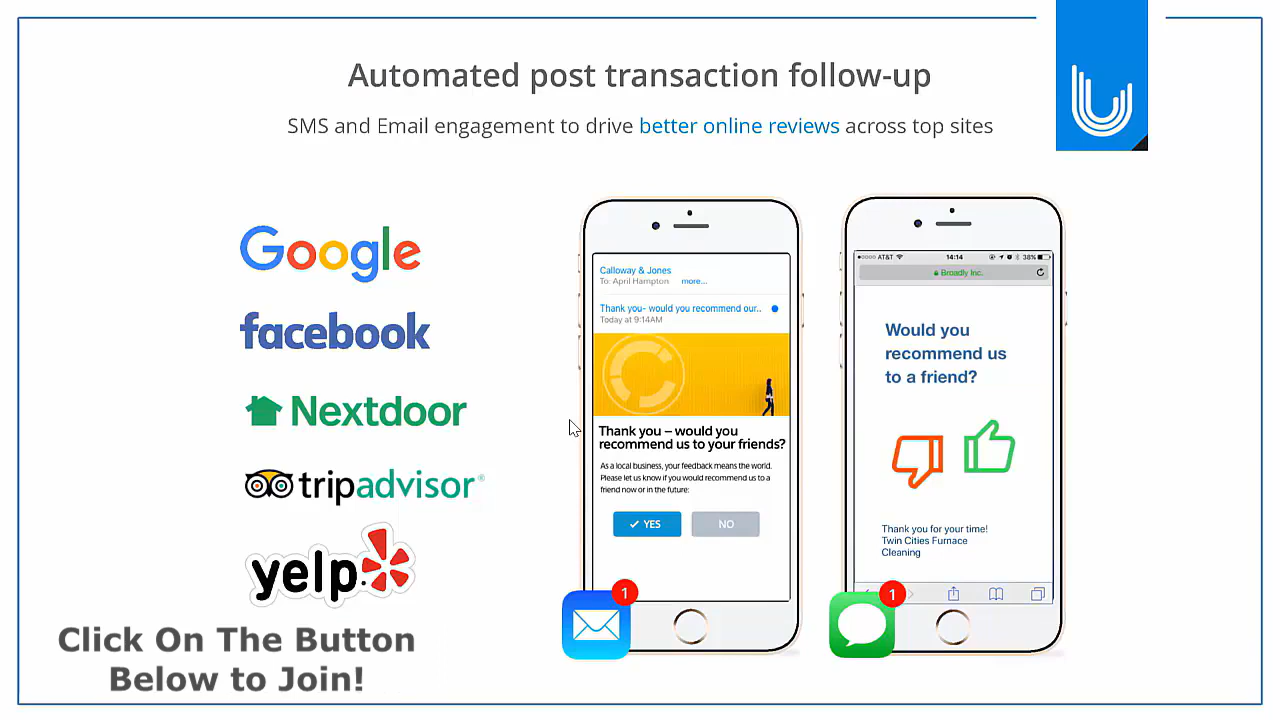 Automated post transaction follow-up
SMS and Email engagement to drive better online reviews across top sites
Google
facebook
Nextdoor
tripadvisor®
yelp
Click On The Button
Below to Join!
Calloway & Jones
To: April Hampton more...
Thank you- would you recommend our..
Today at 9:14AM
Thank you – would you
recommend us to your friends?
As a local business, your feedback means the world.
Please let us know if you would recommend us to a
friend now or in the future:
✓ YES NO
1
AT&T 14:14 38%
Broadly Inc.
Would you
recommend us
to a friend?
Thank you for your time!
Twin Cities Furnace
Cleaning
1